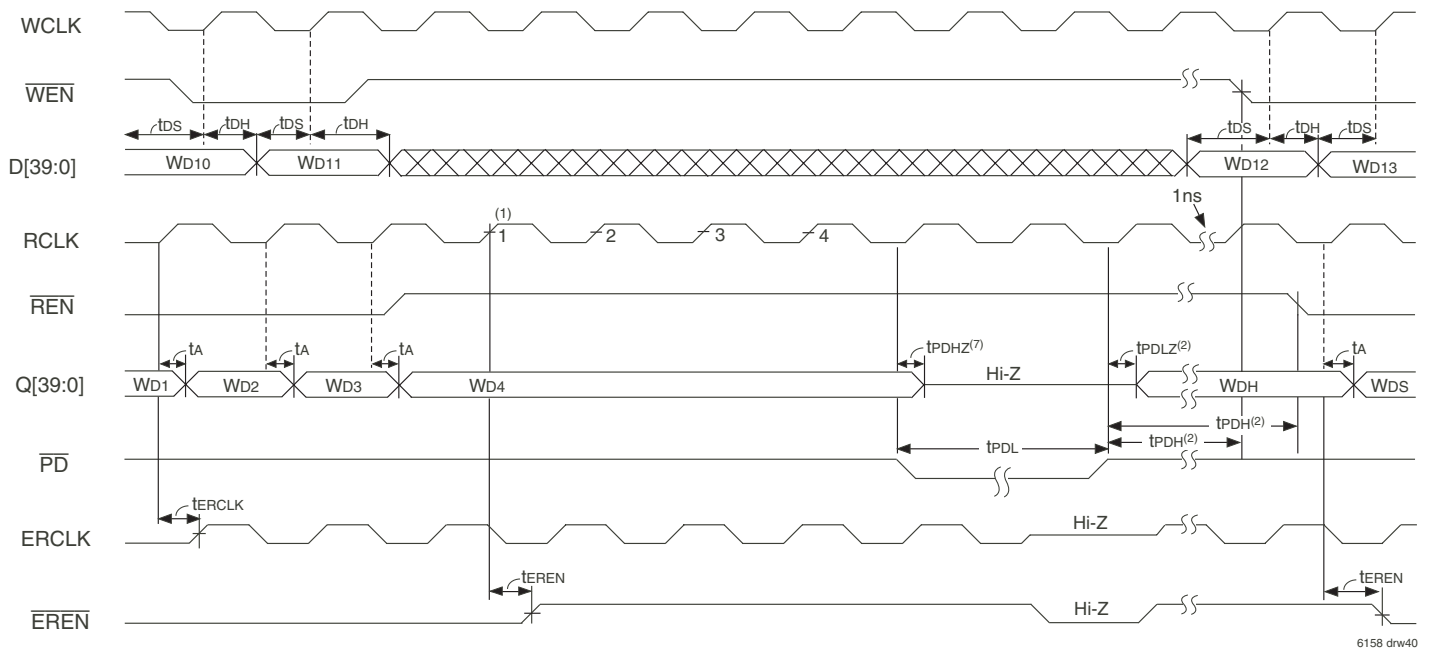 WCLK
WEN
tDS tDH tDS tDH tDS tDH tDS
D[39:0] WD10 WD11 WD12 WD13
1ns
(1)
RCLK 1 2 3 4
REN
tA tA tA tPDHZ(7) tPDLZ(2) tA
Q[39:0] WD1 WD2 WD3 WD4 Hi-Z WDH WDS
tPDH(2)
tPDL tPDH(2)
PD
tERCLK
ERCLK Hi-Z
tEREN tEREN
EREN Hi-Z
6158 drw40